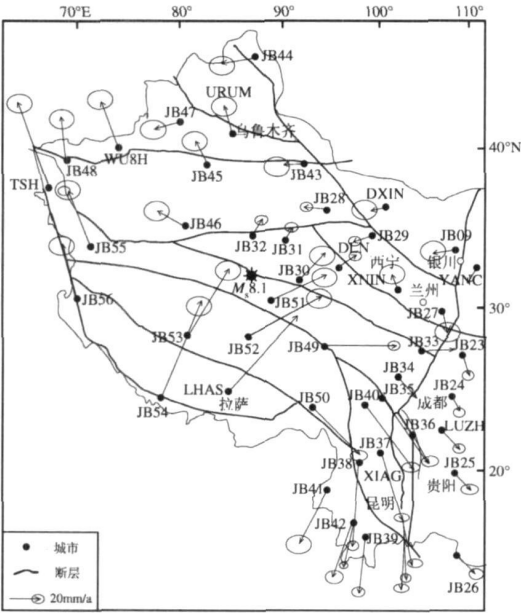 70°E 80°E 90°E 100°E 110°E
JB44
URUM
JB47
乌鲁木齐
40°N
JB48
WU8H
JB45
JB43
TSH
JB28
DXIN
JB46
JB32
JB31
JB29
JB09
JB55
DEN
西宁
银川
JB30
XNIN
YANC
Ms8.1
兰州
JB56
JB51
JB27
30°N
JB53
JB52
JB49
JB33
JB23
JB34
LHAS
JB35
JB24
拉萨
成都
JB54
JB50
JB40
JB36
LUZH
JB37
JB38
XIAG
JB25
20°N
贵阳
JB41
昆明
JB42
JB39
JB26
城市
断层
20mm/a